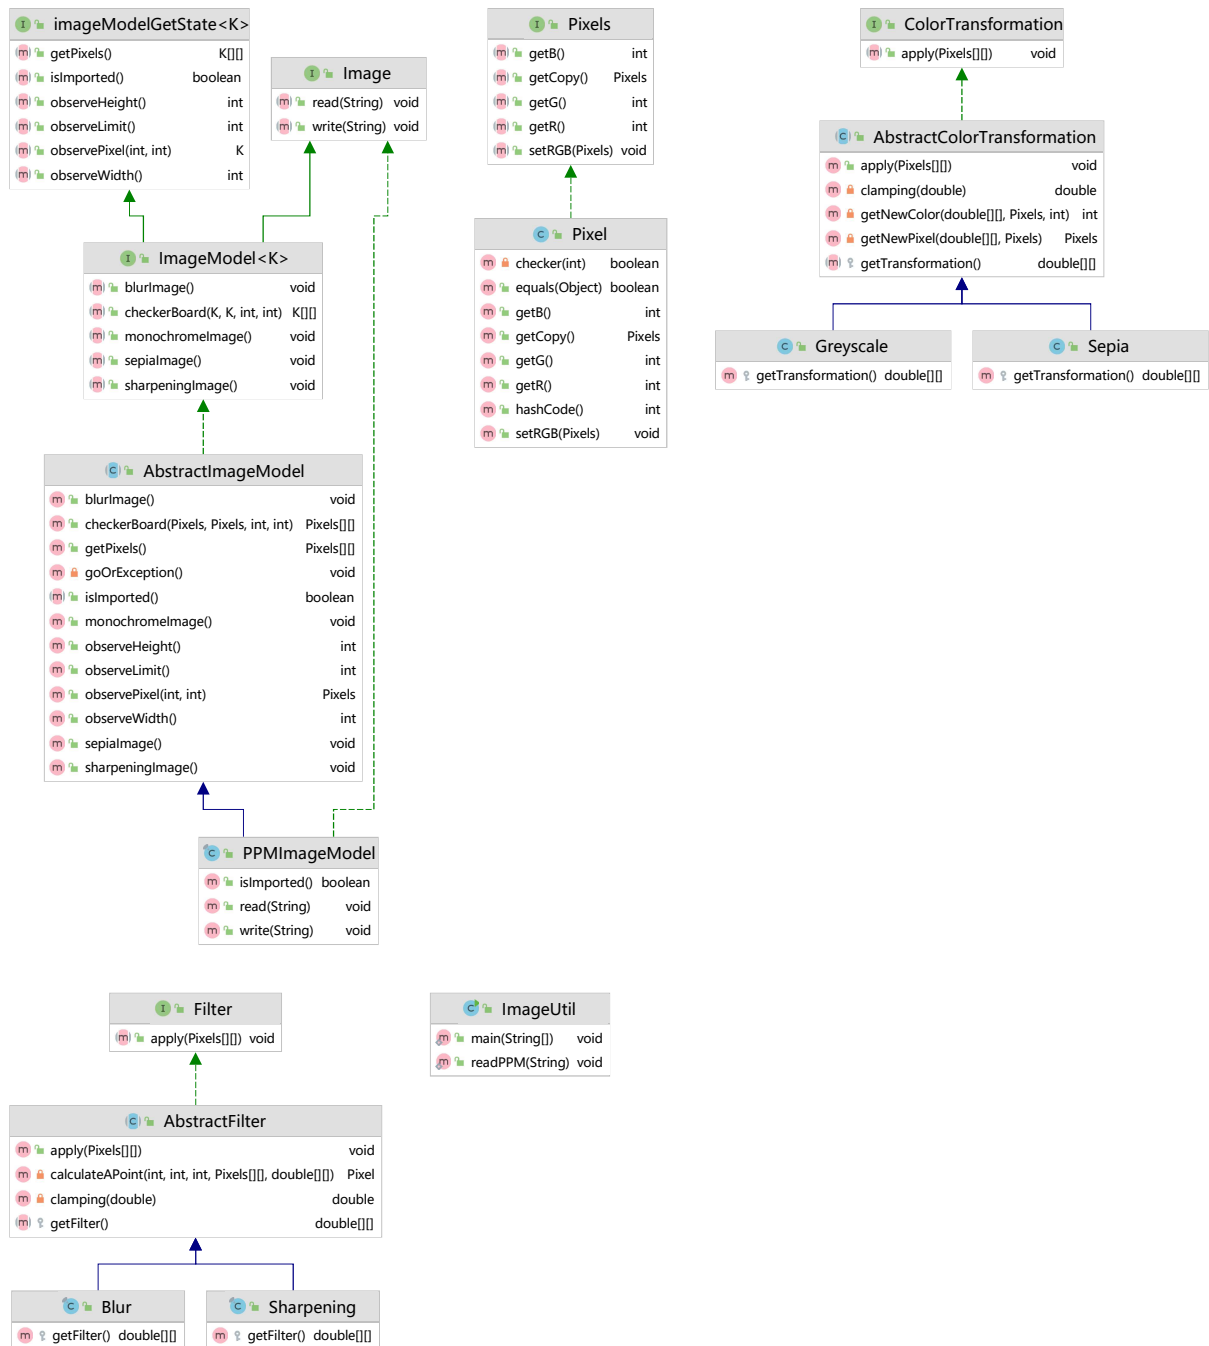 imageModelGetState<K>
getPixels() K[][]
isImported() boolean
observeHeight() int
observeLimit() int
observePixel(int, int) K
observeWidth() int
Image
read(String) void
write(String) void
Pixels
getB() int
getCopy() Pixels
getG() int
getR() int
setRGB(Pixels) void
ColorTransformation
apply(Pixels[][]) void
AbstractColorTransformation
apply(Pixels[][]) void
clamping(double) double
getNewColor(double[][], Pixels, int) int
getNewPixel(double[][], Pixels) Pixels
getTransformation() double[][]
ImageModel<K>
blurImage() void
checkerBoard(K, K, int, int) K[][]
monochromeImage() void
sepiaImage() void
sharpeningImage() void
Pixel
checker(int) boolean
equals(Object) boolean
getB() int
getCopy() Pixels
getG() int
getR() int
hashCode() int
setRGB(Pixels) void
Greyscale
getTransformation() double[][]
Sepia
getTransformation() double[][]
AbstractImageModel
blurImage() void
checkerBoard(Pixels, Pixels, int, int) Pixels[][]
getPixels() Pixels[][]
goOrException() void
isImported() boolean
monochromeImage() void
observeHeight() int
observeLimit() int
observePixel(int, int) Pixels
observeWidth() int
sepiaImage() void
sharpeningImage() void
PPMImageModel
isImported() boolean
read(String) void
write(String) void
Filter
apply(Pixels[][]) void
ImageUtil
main(String[]) void
readPPM(String) void
AbstractFilter
apply(Pixels[][]) void
calculateAPoint(int, int, int, Pixels[][], double[][]) Pixel
clamping(double) double
getFilter() double[][]
Blur
getFilter() double[][]
Sharpening
getFilter() double[][]